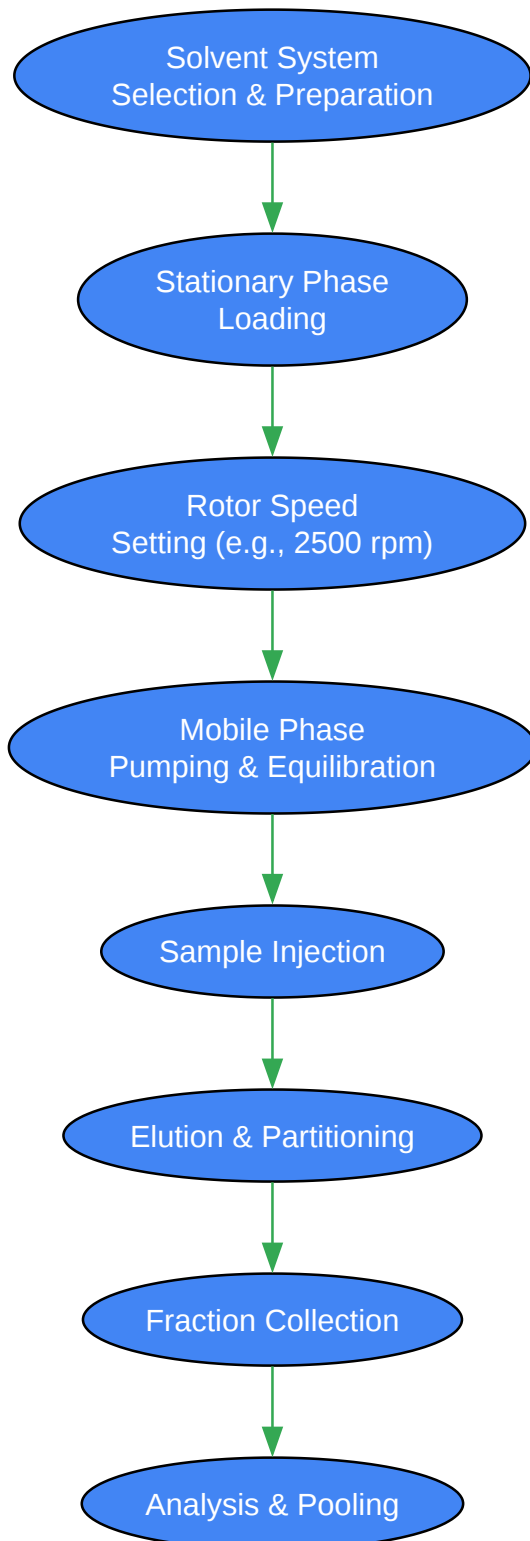 Solvent System
Selection & Preparation
Stationary Phase
Loading
Rotor Speed
Setting (e.g., 2500 rpm)
Mobile Phase
Pumping & Equilibration
Sample Injection
Elution & Partitioning
Fraction Collection
Analysis & Pooling